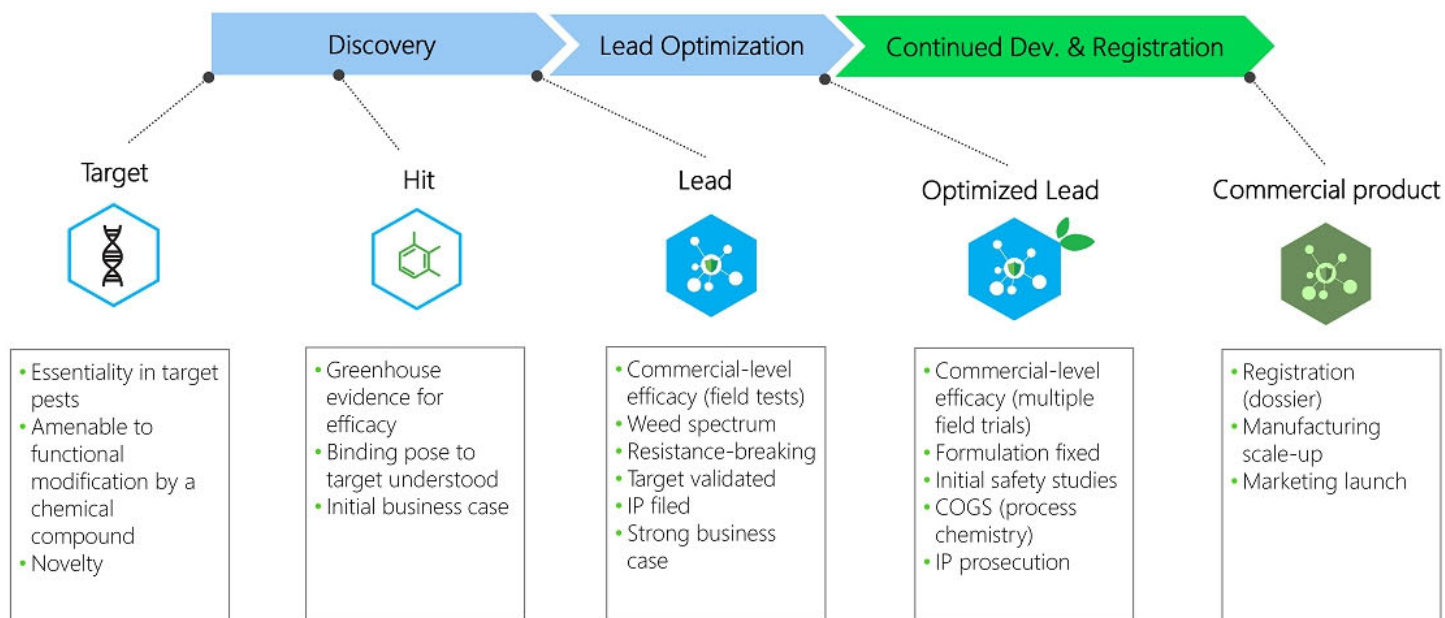 Discovery
Lead Optimization
Continued Dev. & Registration
Target
Hit
Lead
Optimized Lead
Commercial product
• Essentiality in target
pests
• Amenable to
functional
modification by a
chemical
compound
• Novelty
• Greenhouse
evidence for
efficacy
• Binding pose to
target understood
• Initial business case
• Commercial-level
efficacy (field tests)
• Weed spectrum
• Resistance-breaking
• Target validated
• IP filed
• Strong business
case
• Commercial-level
efficacy (multiple
field trials)
• Formulation fixed
• Initial safety studies
• COGS (process
chemistry)
• IP prosecution
• Registration
(dossier)
• Manufacturing
scale-up
• Marketing launch